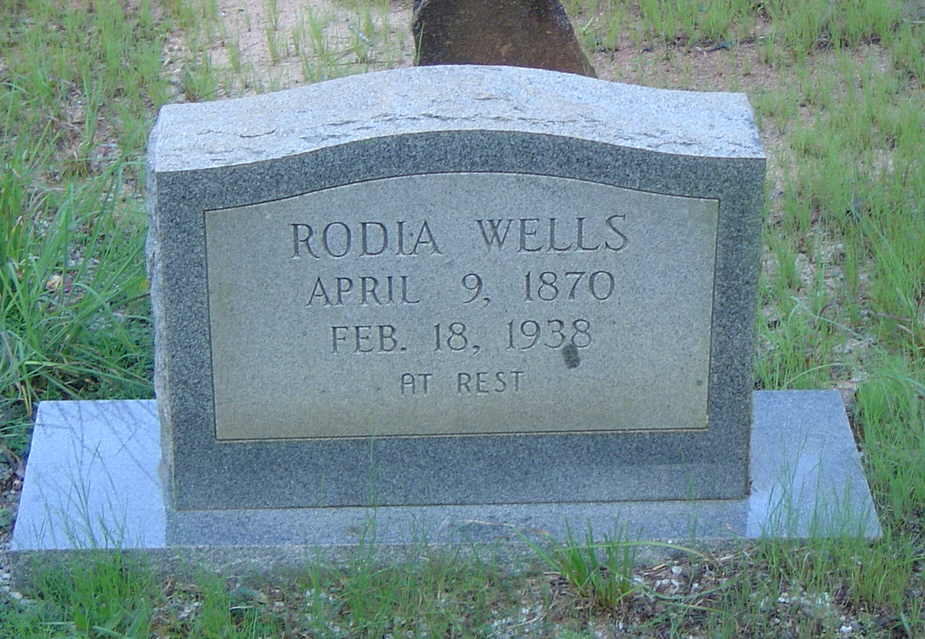 RODIA WELLS
APRIL 9, 1870
FEB. 18, 1938
AT REST